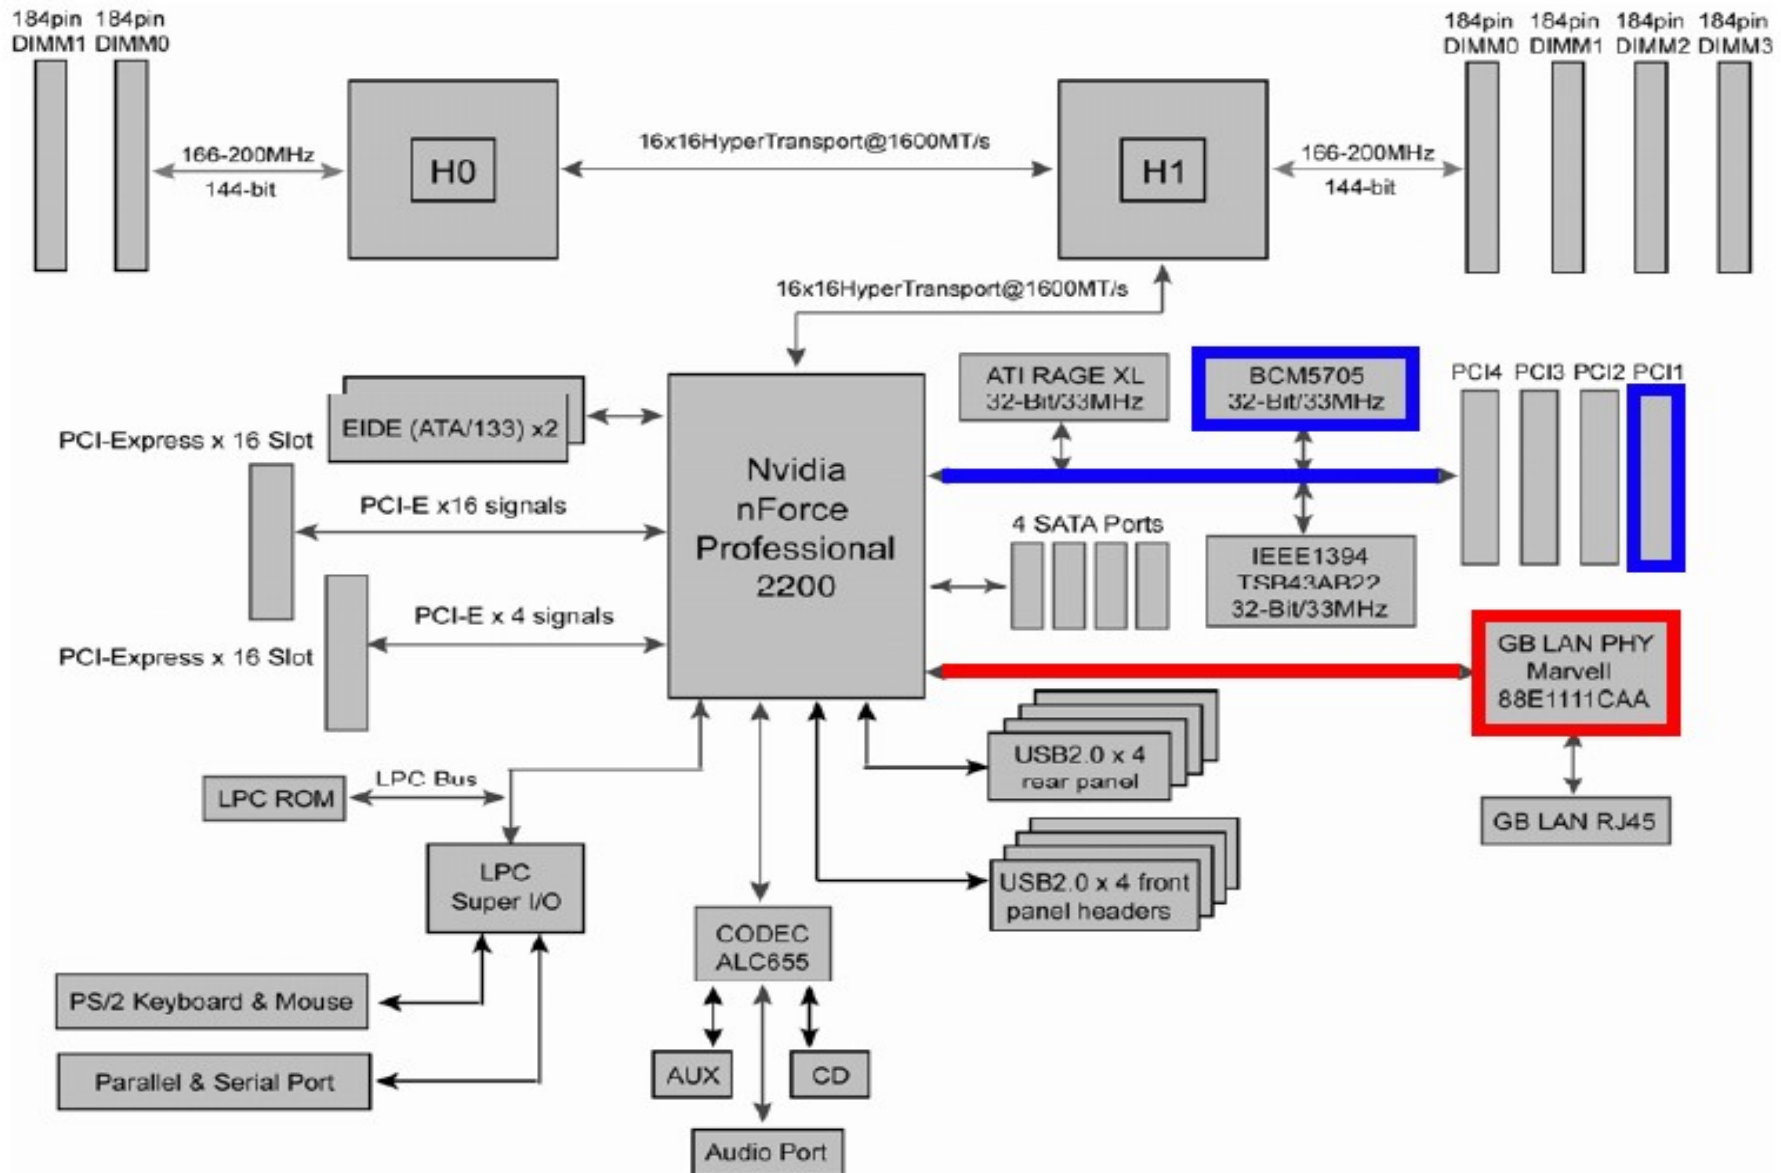 184pin 184pin
DIMM1 DIMM0
184pin 184pin 184pin 184pin
DIMM0 DIMM1 DIMM2 DIMM3
166-200MHz
144-bit
H0
16x16HyperTransport@1600MT/s
H1
166-200MHz
144-bit
16x16HyperTransport@1600MT/s
EIDE (ATA/133) x2
PCI-Express x 16 Slot
PCI-E x16 signals
PCI-E x 4 signals
PCI-Express x 16 Slot
Nvidia
nForce
Professional
2200
ATI RAGE XL
32-Bit/33MHz
BCM5705
32-Bit/33MHz
PCI4 PCI3 PCI2 PCI1
4 SATA Ports
IEEE1394
TSB43AB22
32-Bit/33MHz
GB LAN PHY
Marvell
88E1111CAA
GB LAN RJ45
USB2.0 x 4
rear panel
USB2.0 x 4 front
panel headers
LPC ROM
LPC Bus
LPC
Super I/O
CODEC
ALC655
PS/2 Keyboard & Mouse
Parallel & Serial Port
AUX
CD
Audio Port